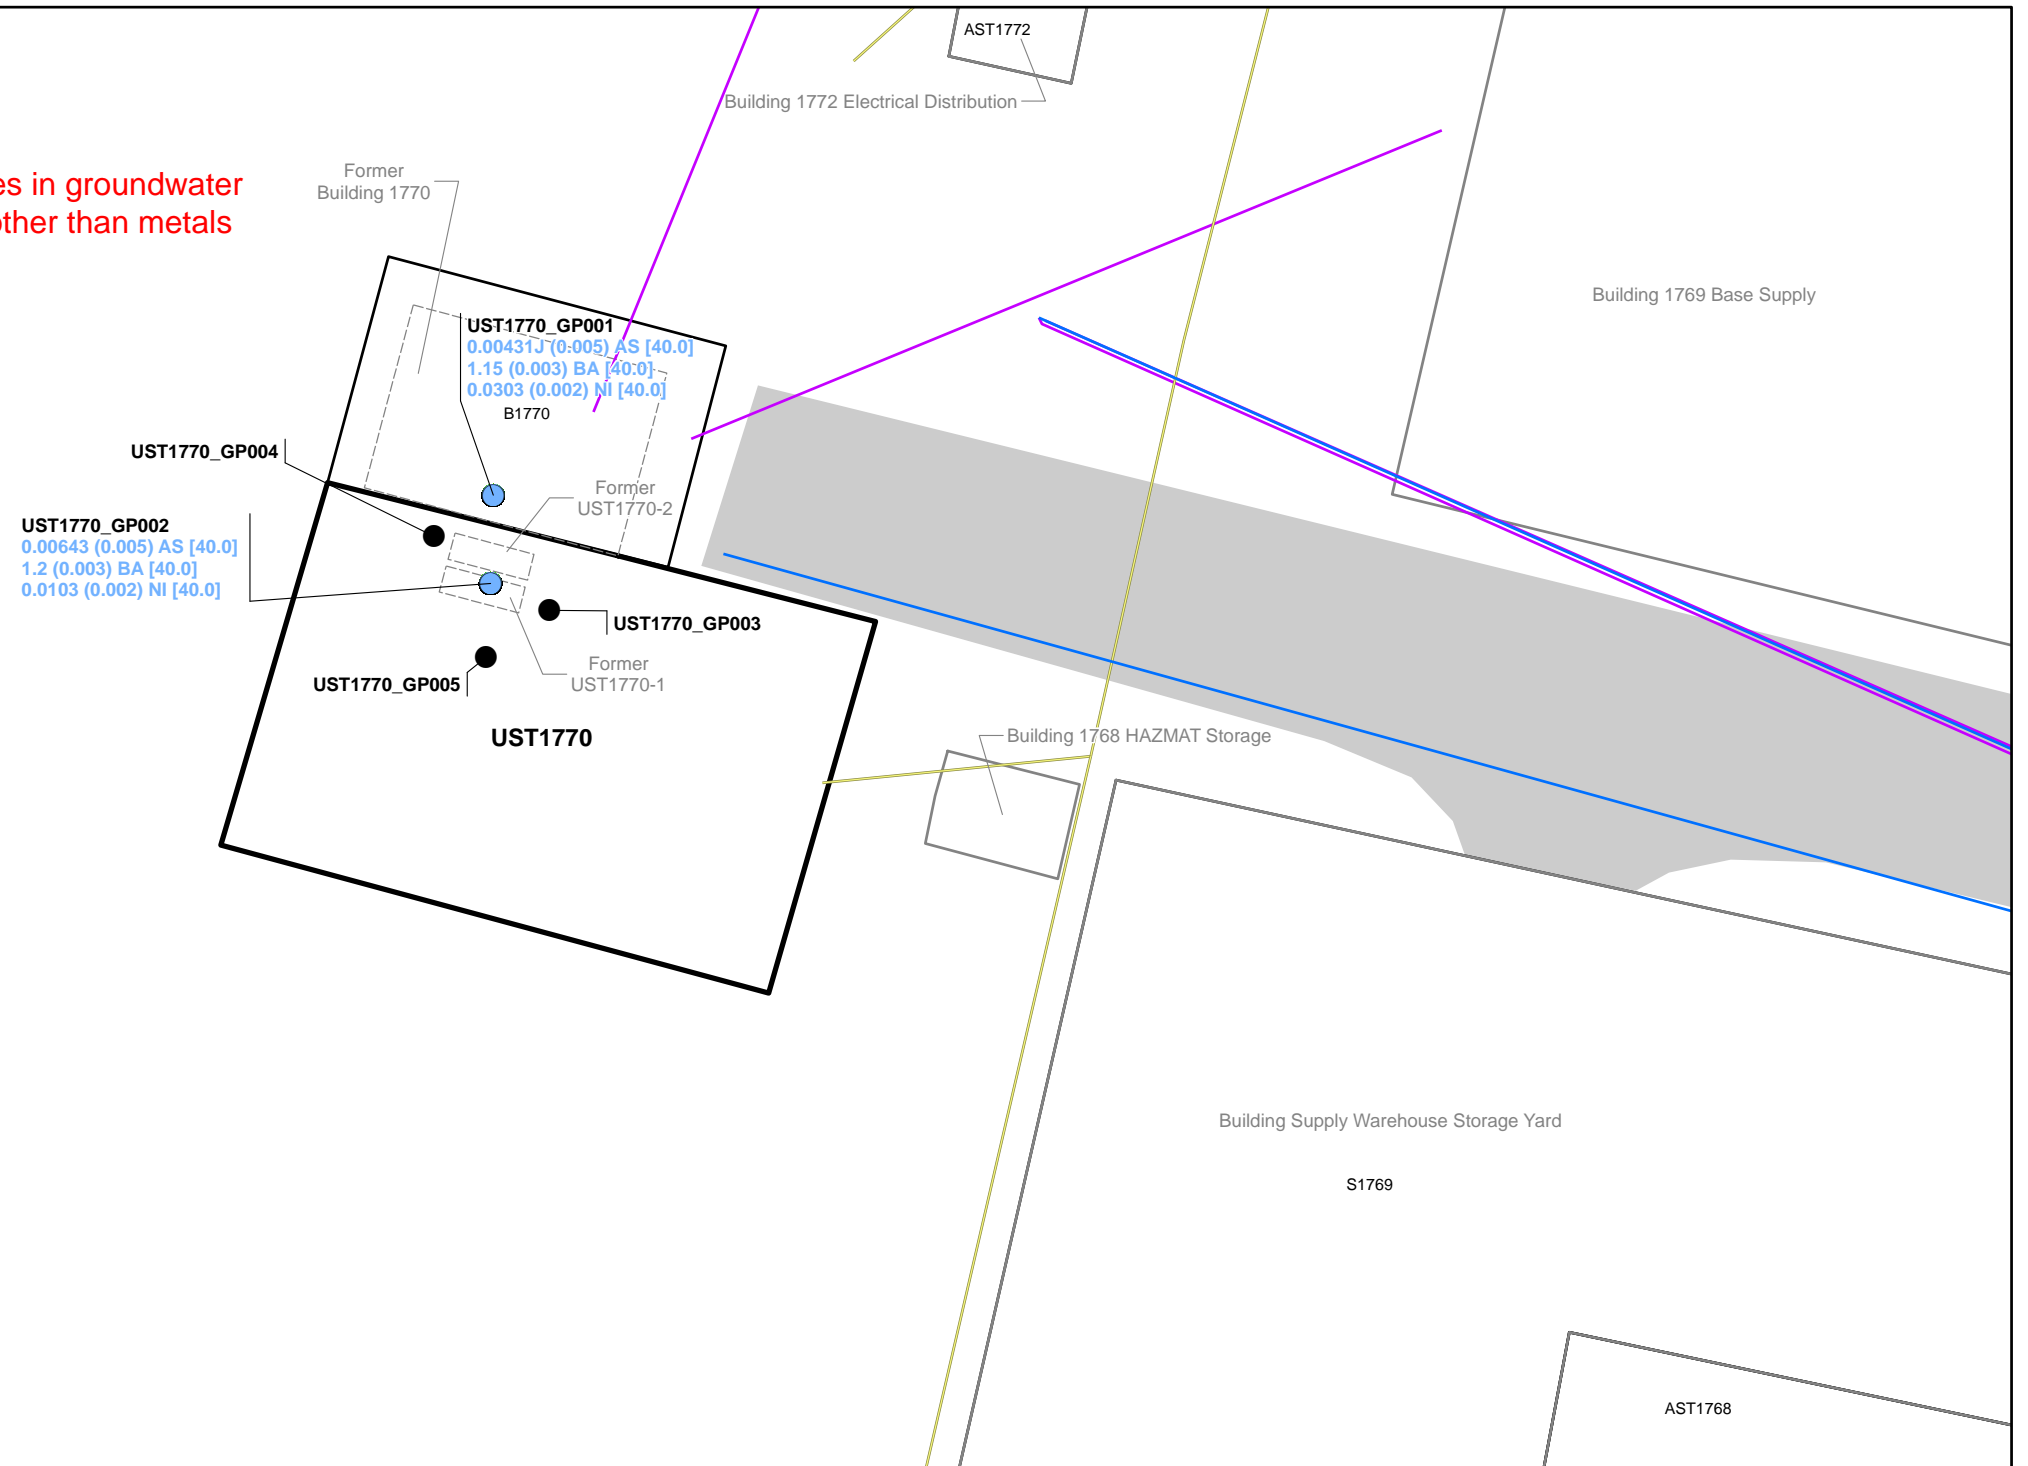 AST1772
Building 1772 Electrical Distribution
Former
Building 1770
es in groundwater
other than metals
Building 1769 Base Supply
UST1770_GP001
0.00431J (0.005) AS [40.0]
1.15 (0.003) BA [40.0]
0.0303 (0.002) NI [40.0]
B1770
UST1770_GP004
Former
UST1770-2
UST1770_GP002
0.00643 (0.005) AS [40.0]
1.2 (0.003) BA [40.0]
0.0103 (0.002) NI [40.0]
UST1770_GP003
Former
UST1770-1
UST1770_GP005
UST1770
Building 1768 HAZMAT Storage
Building Supply Warehouse Storage Yard
S1769
AST1768